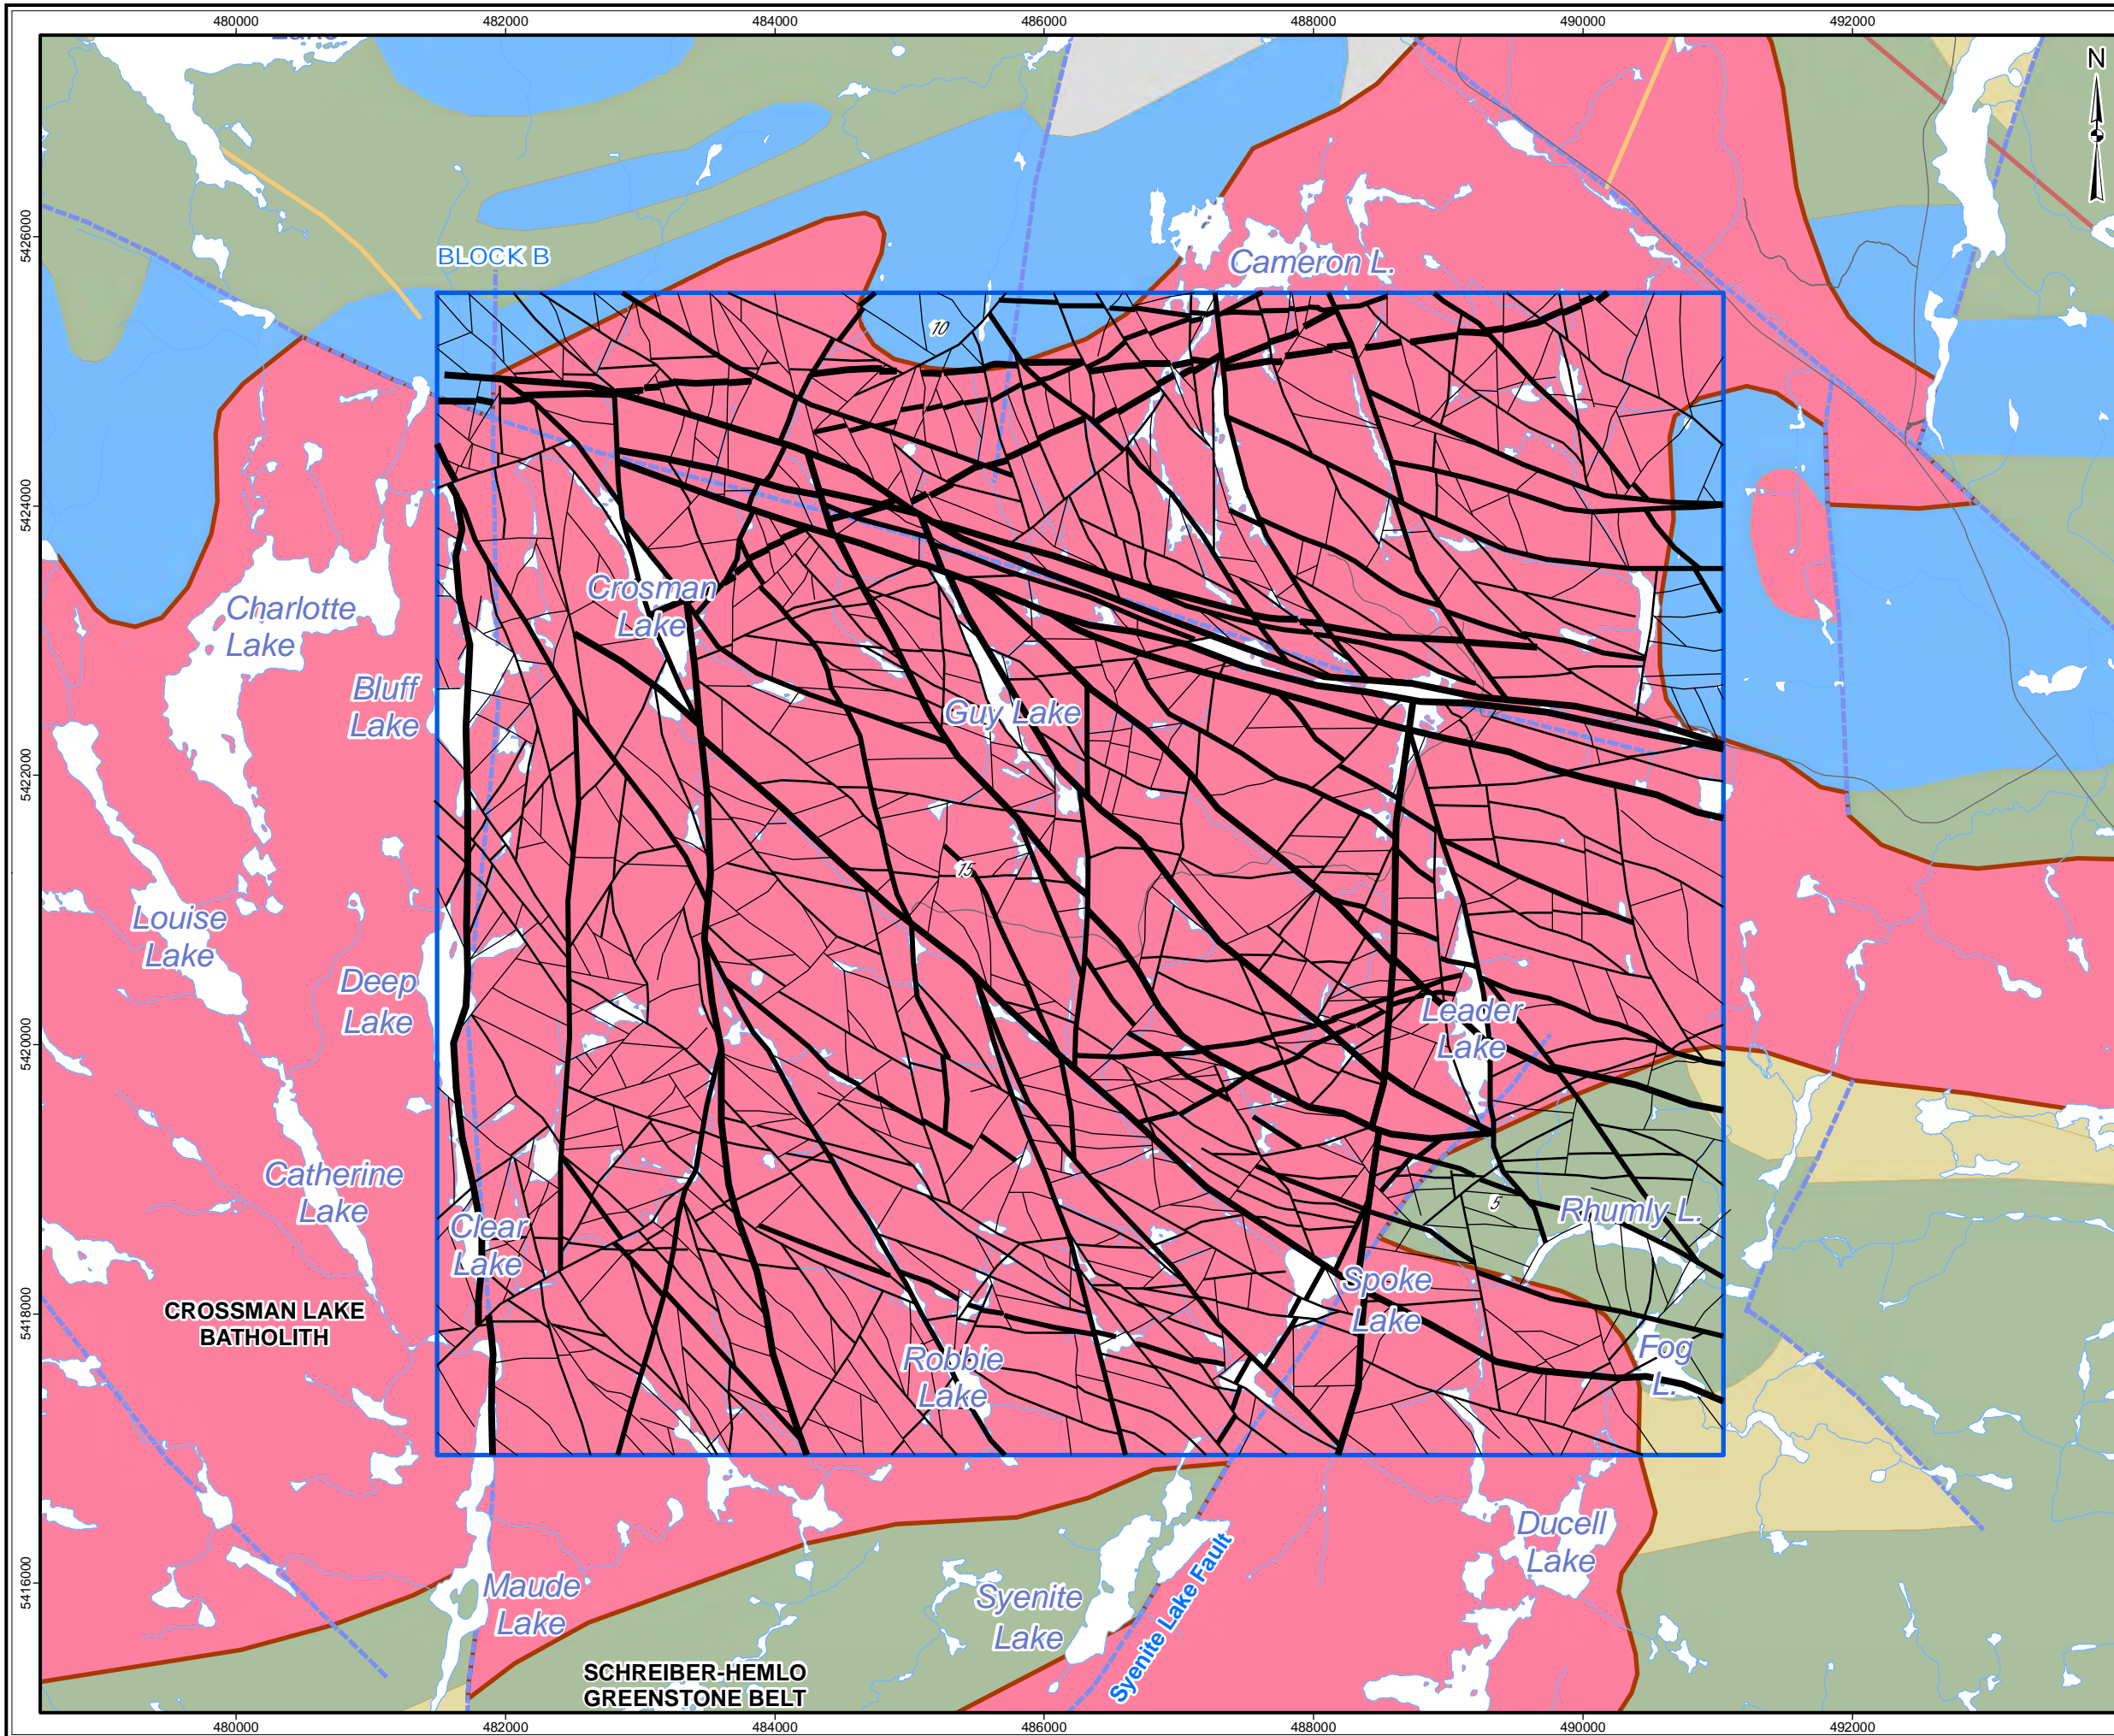 480000
482000
484000
486000
488000
490000
492000
Lake
N
5426000
BLOCK B
Cameron L.
10
5424000
Crosman
Lake
Charlotte
Lake
Bluff
Lake
Guy Lake
5422000
15
Louise
Lake
Deep
Lake
Leader
Lake
5420000
Catherine
Lake
Clear
Lake
5
Rhumly L.
Spoke
Lake
5418000
CROSSMAN LAKE
BATHOLITH
Robbie
Lake
Fog
L.
Ducell
Lake
5416000
Maude
Lake
Syenite
Lake
Syenite Lake Fault
SCHREIBER-HEMLO
GREENSTONE BELT
480000
482000
484000
486000
488000
490000
492000